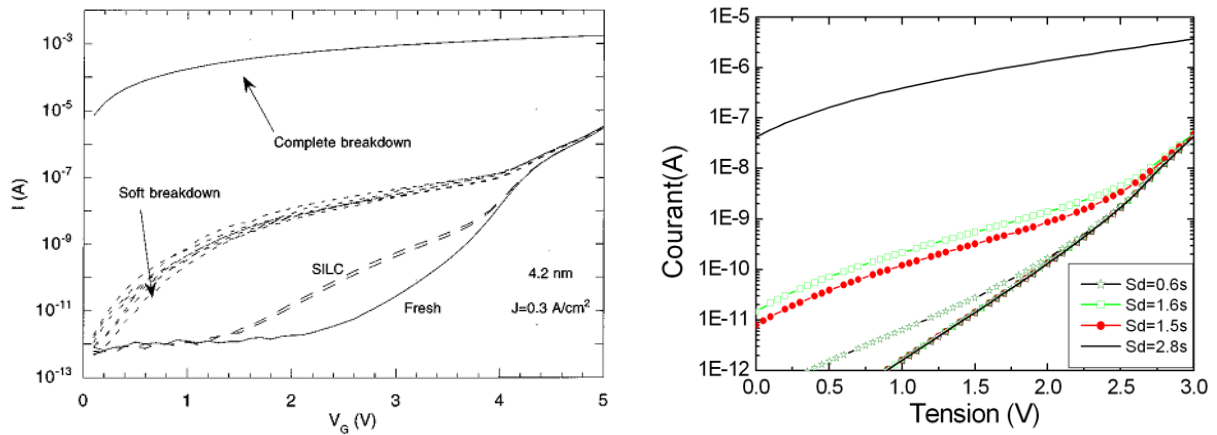 10⁻³
10⁻⁵
10⁻⁷
10⁻⁹
10⁻¹¹
10⁻¹³
I (A)
Complete breakdown
Soft breakdown
SILC
Fresh
4.2 nm
J=0.3 A/cm²
0 1 2 3 4 5
V_G (V)
1E-5
1E-6
1E-7
1E-8
1E-9
1E-10
1E-11
1E-12
Courant(A)
Sd=0.6s
Sd=1.6s
Sd=1.5s
Sd=2.8s
0.0 0.5 1.0 1.5 2.0 2.5 3.0
Tension (V)